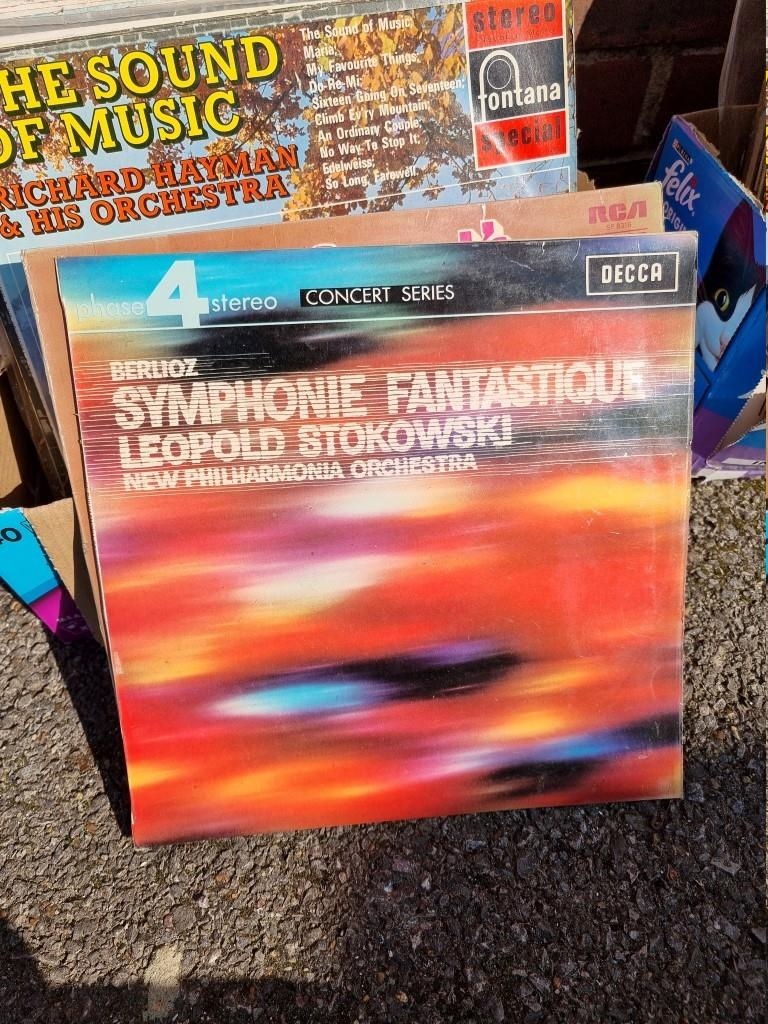 THE SOUND
OF MUSIC
RICHARD HAYMAN
& HIS ORCHESTRA
The Sound of Music
Maria;
My Favourite Things;
Do-Re-Mi;
Sixteen Going On Seventeen;
Climb Ev'ry Mountain;
An Ordinary Couple;
No Way To Stop It;
Edelweiss;
So Long, Farewell.
stereo
fontana
special
RCA
felix
ORIGI
phase 4 stereo CONCERT SERIES
DECCA
BERLIOZ
SYMPHONIE FANTASTIQUE
LEOPOLD STOKOWSKI
NEW PHILHARMONIA ORCHESTRA